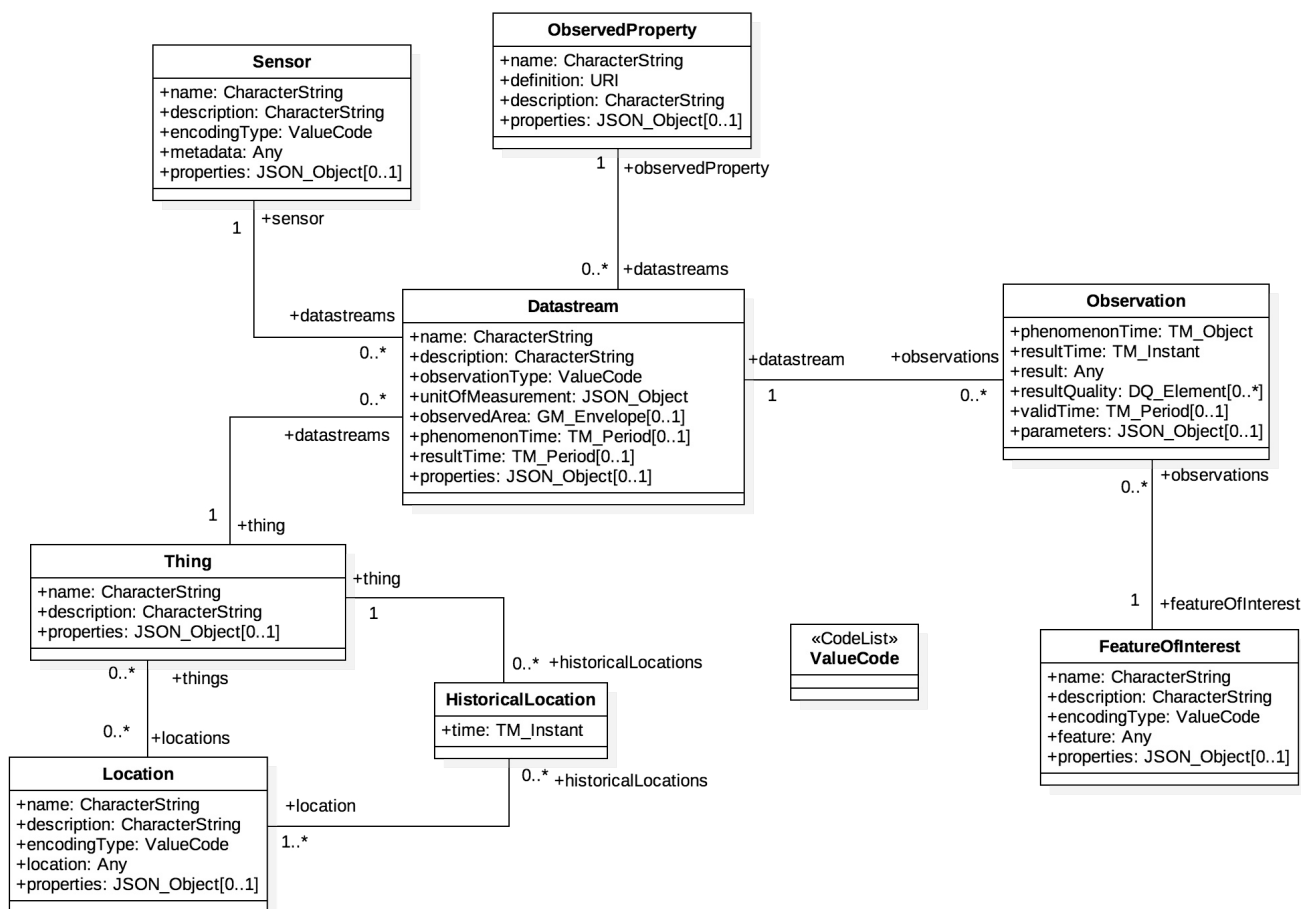 ObservedProperty
+name: CharacterString
+definition: URI
+description: CharacterString
+properties: JSON_Object[0..1]
Sensor
+name: CharacterString
+description: CharacterString
+encodingType: ValueCode
+metadata: Any
+properties: JSON_Object[0..1]
1
+observedProperty
1
+sensor
0..*
+datastreams
+datastreams
0..*
Datastream
+name: CharacterString
+description: CharacterString
+observationType: ValueCode
+unitOfMeasurement: JSON_Object
+observedArea: GM_Envelope[0..1]
+phenomenonTime: TM_Period[0..1]
+resultTime: TM_Period[0..1]
+properties: JSON_Object[0..1]
+datastream
1
+observations
0..*
Observation
+phenomenonTime: TM_Object
+resultTime: TM_Instant
+result: Any
+resultQuality: DQ_Element[0..*]
+validTime: TM_Period[0..1]
+parameters: JSON_Object[0..1]
0..*
+datastreams
1
+thing
+observations
0..*
1
+featureOfInterest
Thing
+name: CharacterString
+description: CharacterString
+properties: JSON_Object[0..1]
+thing
1
0..*
+historicalLocations
HistoricalLocation
+time: TM_Instant
0..*
+historicalLocations
«CodeList»
ValueCode
FeatureOfInterest
+name: CharacterString
+description: CharacterString
+encodingType: ValueCode
+feature: Any
+properties: JSON_Object[0..1]
0..*
+things
0..*
+locations
+location
1..*
Location
+name: CharacterString
+description: CharacterString
+encodingType: ValueCode
+location: Any
+properties: JSON_Object[0..1]